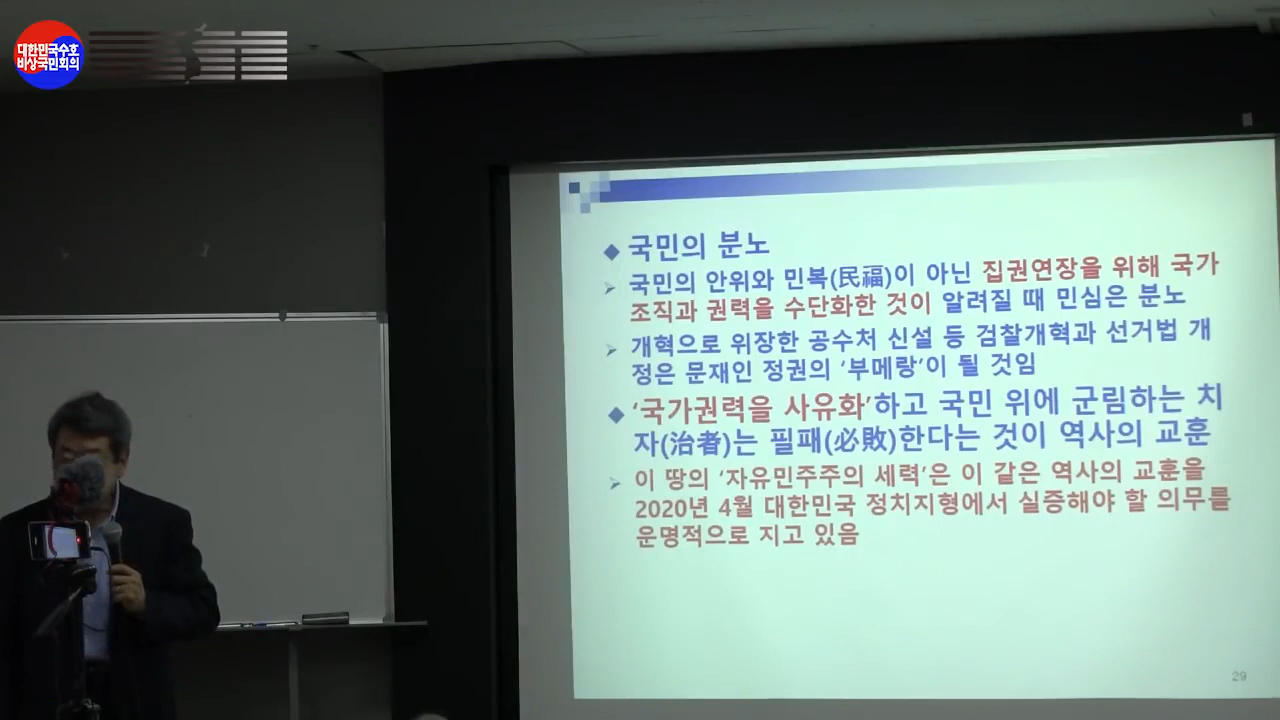 대한민국수호
비상국민회의
◆ 국민의 분노
➢ 국민의 안위와 민복(民福)이 아닌 집권연장을 위해 국가
조직과 권력을 수단화한 것이 알려질 때 민심은 분노
➢ 개혁으로 위장한 공수처 신설 등 검찰개혁과 선거법 개
정은 문재인 정권의 ‘부메랑’이 될 것임
◆ ‘국가권력을 사유화’하고 국민 위에 군림하는 치
자(治者)는 필패(必敗)한다는 것이 역사의 교훈
➢ 이 땅의 ‘자유민주주의 세력’은 이 같은 역사의 교훈을
2020년 4월 대한민국 정치지형에서 실증해야 할 의무를
운명적으로 지고 있음
29